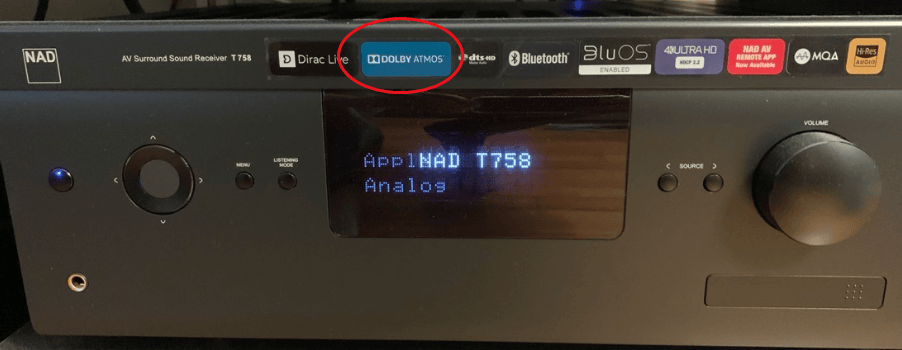 NAD
AV Surround Sound Receiver T 758
Dirac Live
DOLBY ATMOS
dts-HD
Master Audio
Bluetooth
BluOS
ENABLED
4K ULTRA HD
HDCP 2.2
NAD AV
REMOTE APP
Now Available
MQA
Hi-Res
AUDIO
ApplNAD T758
Analog
MENU
LISTENING
MODE
< SOURCE >
VOLUME